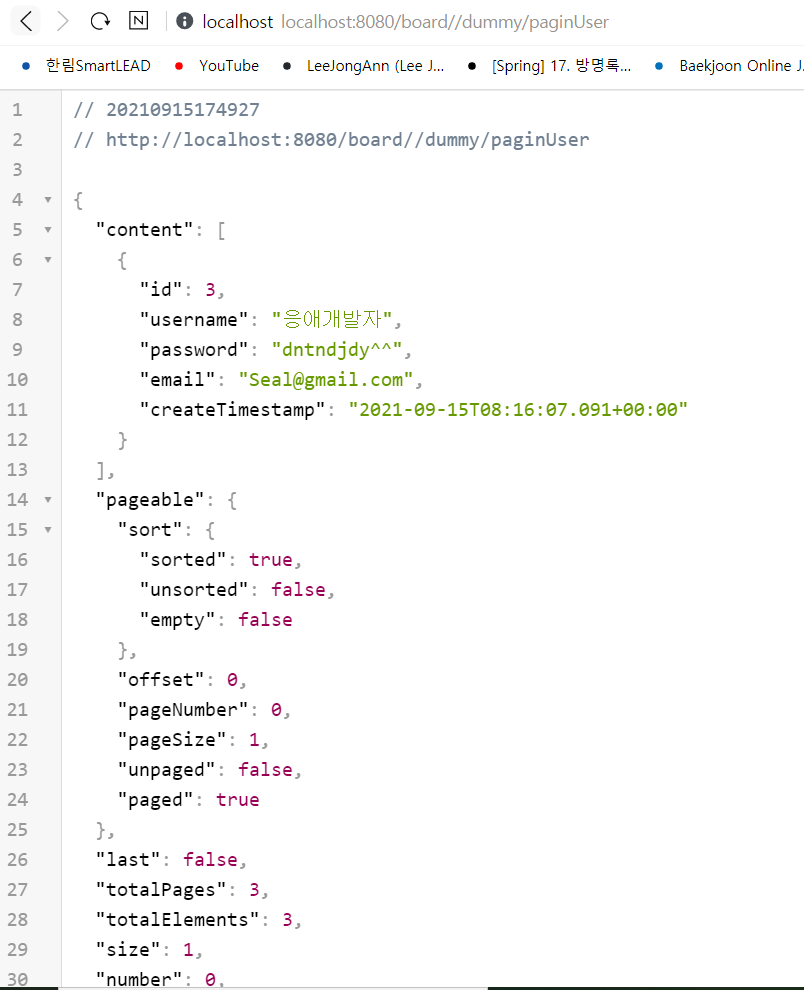 localhost localhost:8080/board//dummy/paginUser
한림SmartLEAD YouTube LeeJongAnn (Lee J... [Spring] 17. 방명록... Baekjoon Online J.
1 // 20210915174927
2 // http://localhost:8080/board//dummy/paginUser
3
4 {
5 "content": [
6 {
7 "id": 3,
8 "username": "응애개발자",
9 "password": "dntndjdy^^",
10 "email": "Seal@gmail.com",
11 "createTimestamp": "2021-09-15T08:16:07.091+00:00"
12 }
13 ],
14 "pageable": {
15 "sort": {
16 "sorted": true,
17 "unsorted": false,
18 "empty": false
19 },
20 "offset": 0,
21 "pageNumber": 0,
22 "pageSize": 1,
23 "unpaged": false,
24 "paged": true
25 },
26 "last": false,
27 "totalPages": 3,
28 "totalElements": 3,
29 "size": 1,
30 "number": 0,